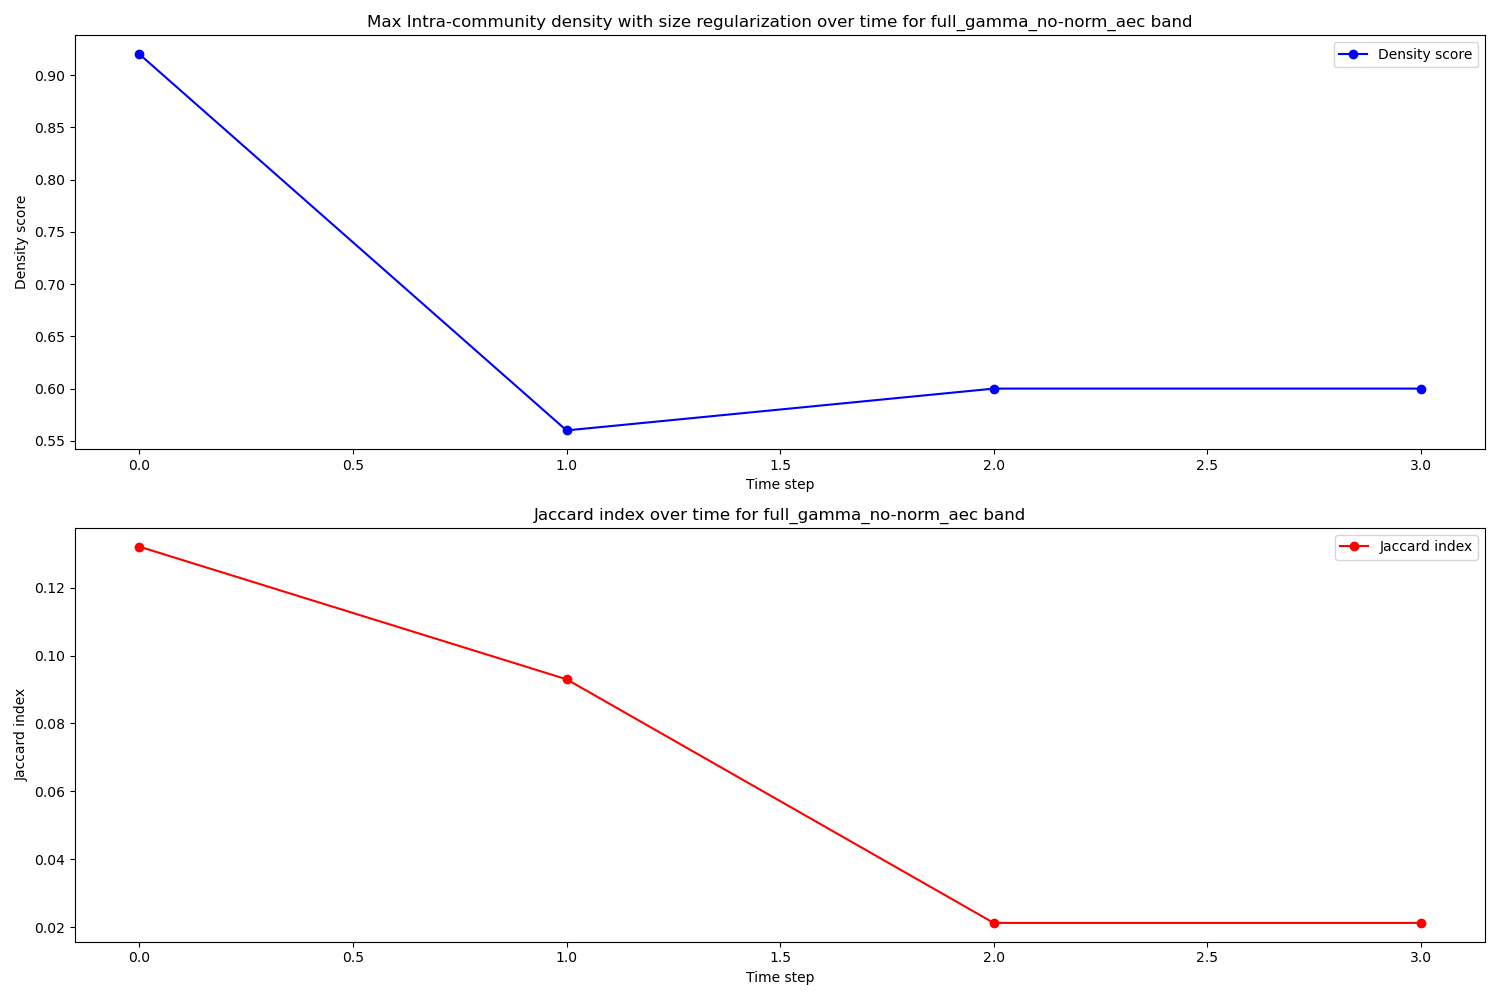 Max Intra-community density with size regularization over time for full_gamma_no-norm_aec band
Density score
0.90
0.85
0.80
0.75
0.70
0.65
0.60
0.55
Density score
0.0 0.5 1.0 1.5 2.0 2.5 3.0
Time step
Jaccard index over time for full_gamma_no-norm_aec band
Jaccard index
0.12
0.10
0.08
0.06
0.04
0.02
Jaccard index
0.0 0.5 1.0 1.5 2.0 2.5 3.0
Time step